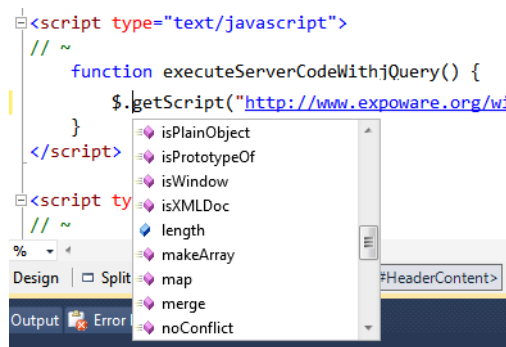 <script type="text/javascript">
// ~
function executeServerCodeWithjQuery() {
$.getScript("http://www.expoware.org/wi
}
</script>
<script ty
// ~
isPlainObject
isPrototypeOf
isWindow
isXMLDoc
length
makeArray
map
merge
noConflict
%
Design Split #HeaderContent>
Output Error